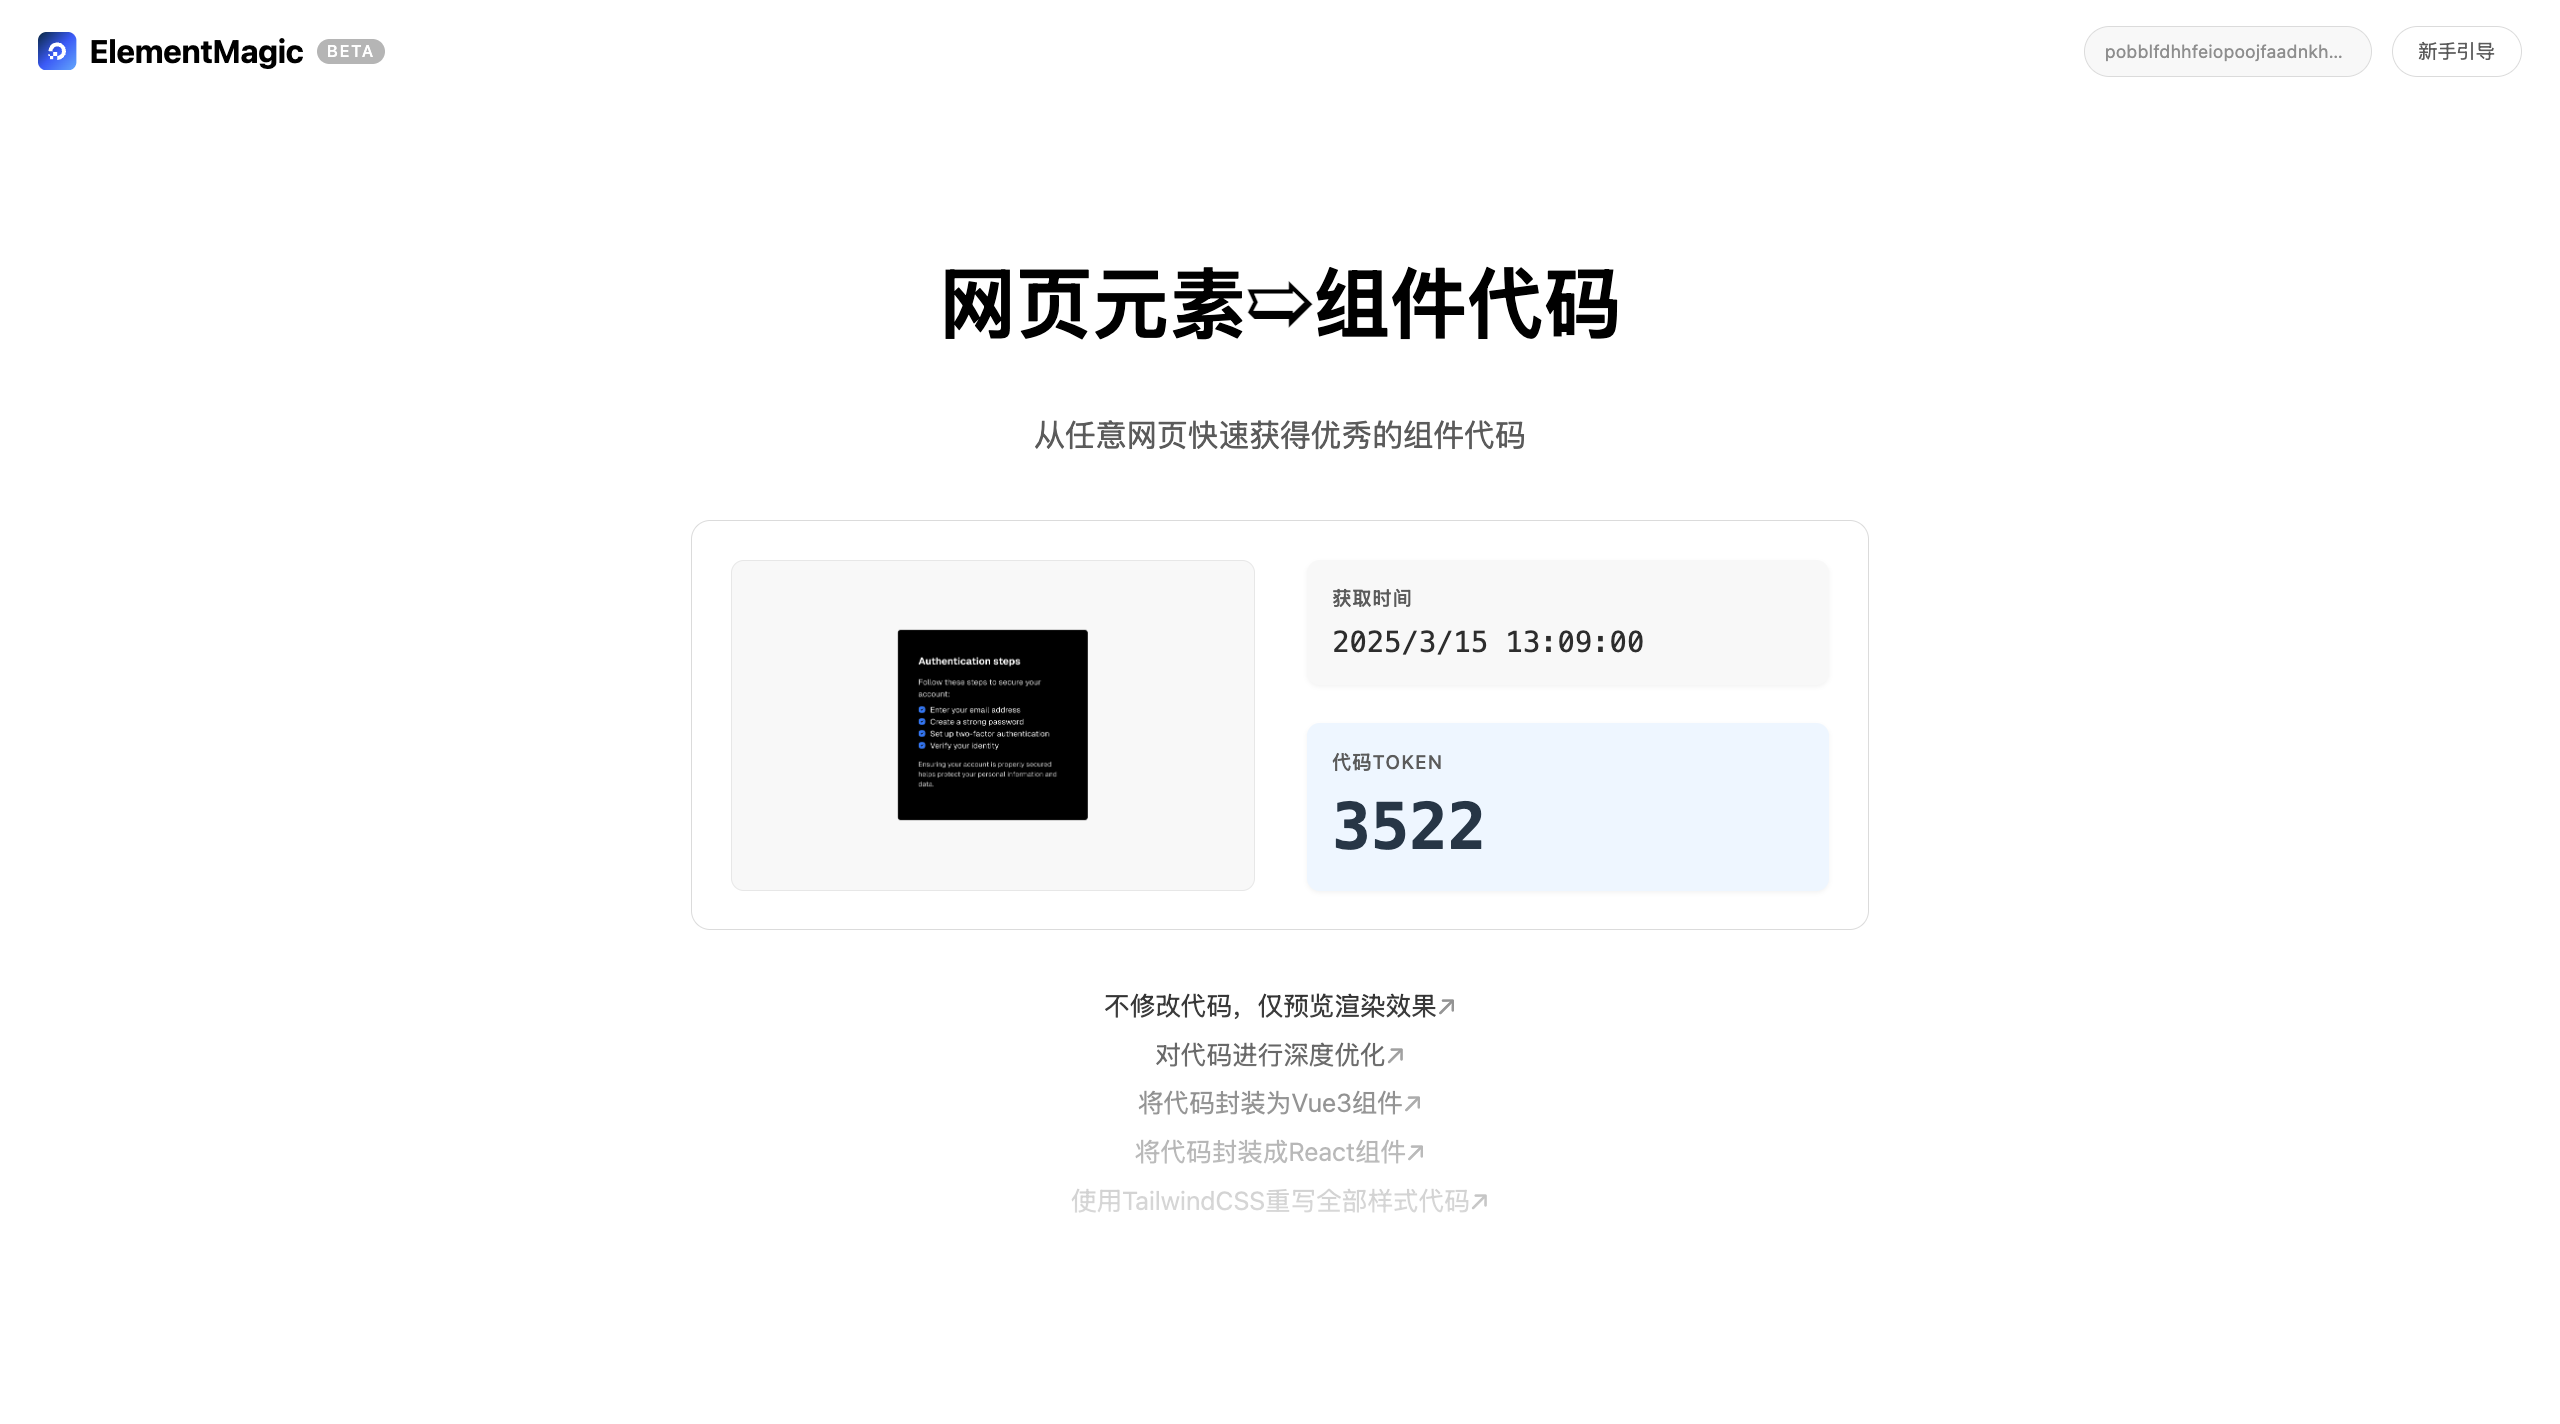 ElementMagic BETA
pobblfdhhfeiopoojfaadnkh...
新手引导
网页元素⇨组件代码
从任意网页快速获得优秀的组件代码
Authentication steps
Follow these steps to secure your
account:
Enter your email address
Create a strong password
Set up two-factor authentication
Verify your identity
Ensuring your account is properly secured
helps protect your personal information and
data.
获取时间
2025/3/15 13:09:00
代码TOKEN
3522
不修改代码，仅预览渲染效果↗
对代码进行深度优化↗
将代码封装为Vue3组件↗
将代码封装成React组件↗
使用TailwindCSS重写全部样式代码↗